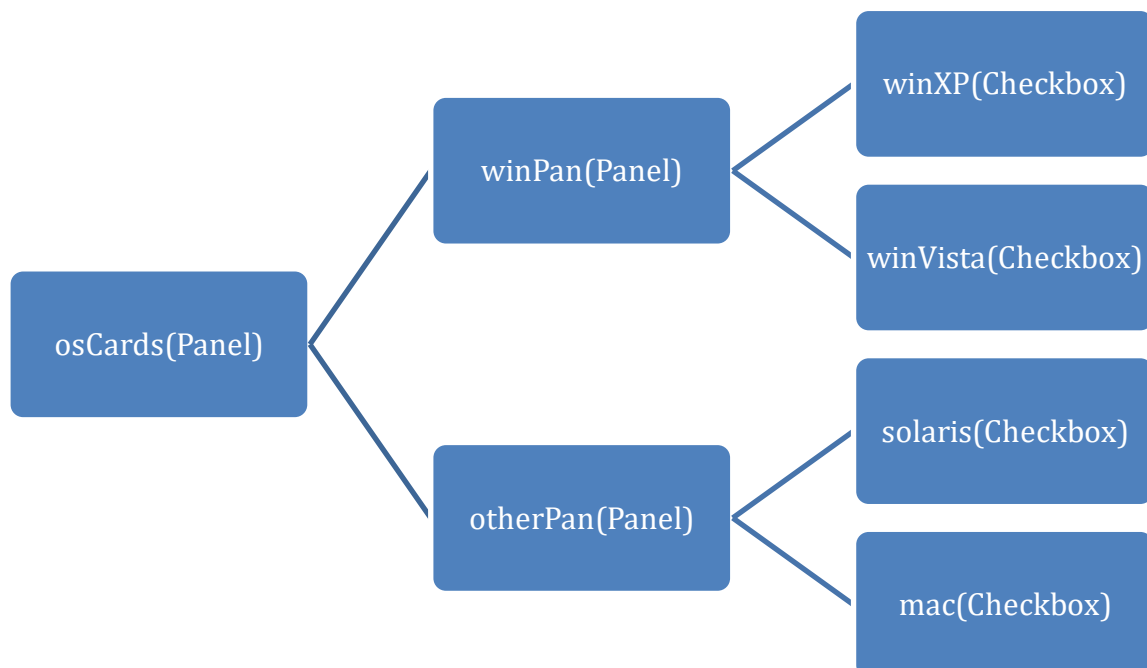 winXP(Checkbox)
winPan(Panel)
winVista(Checkbox)
osCards(Panel)
solaris(Checkbox)
otherPan(Panel)
mac(Checkbox)